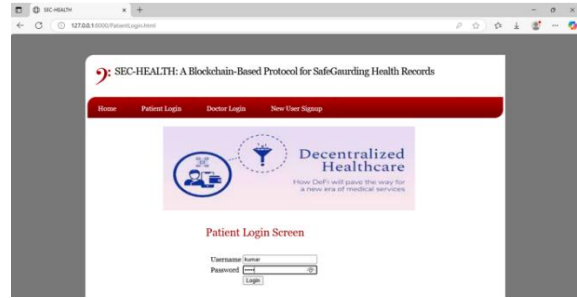 SEC-HEALTH
127.0.0.1:8000/PatientLogin.html
SEC-HEALTH: A Blockchain-Based Protocol for SafeGaurding Health Records
Home Patient Login Doctor Login New User Signup
Decentralized
Healthcare
How DeFi will pave the way for
a new era of medical services
Patient Login Screen
Username kumar
Password •••••
Login